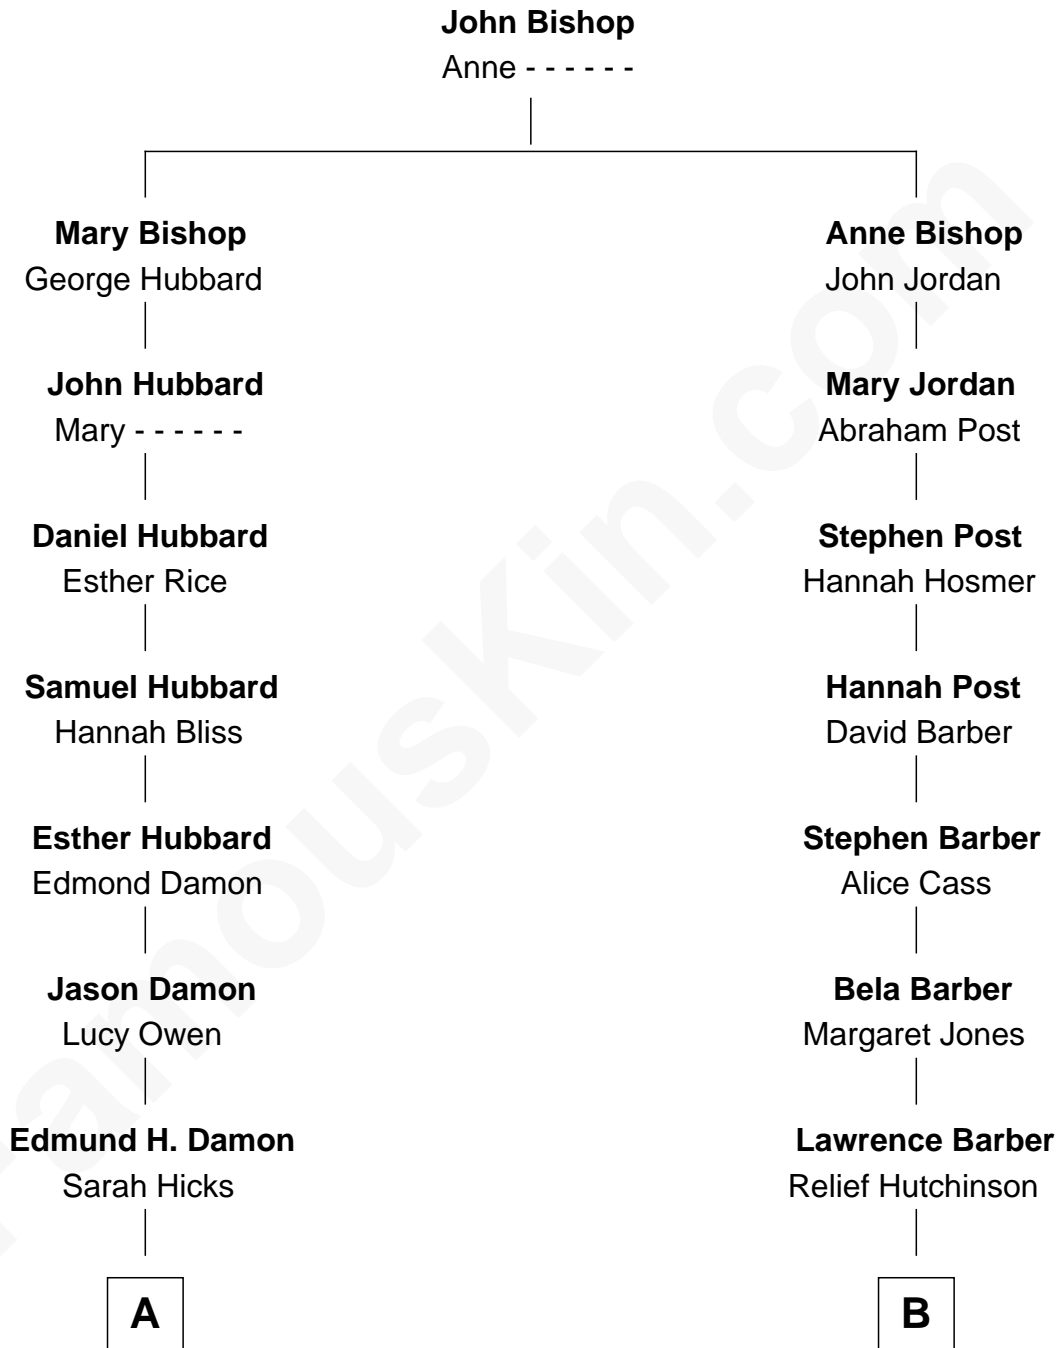 John Bishop
Anne - - - - - -
Mary Bishop
George Hubbard
Anne Bishop
John Jordan
John Hubbard
Mary - - - - - -
Mary Jordan
Abraham Post
Daniel Hubbard
Esther Rice
Stephen Post
Hannah Hosmer
Samuel Hubbard
Hannah Bliss
Hannah Post
David Barber
Esther Hubbard
Edmond Damon
Stephen Barber
Alice Cass
Jason Damon
Lucy Owen
Bela Barber
Margaret Jones
Edmund H. Damon
Sarah Hicks
Lawrence Barber
Relief Hutchinson
A
B
FamousKin.com